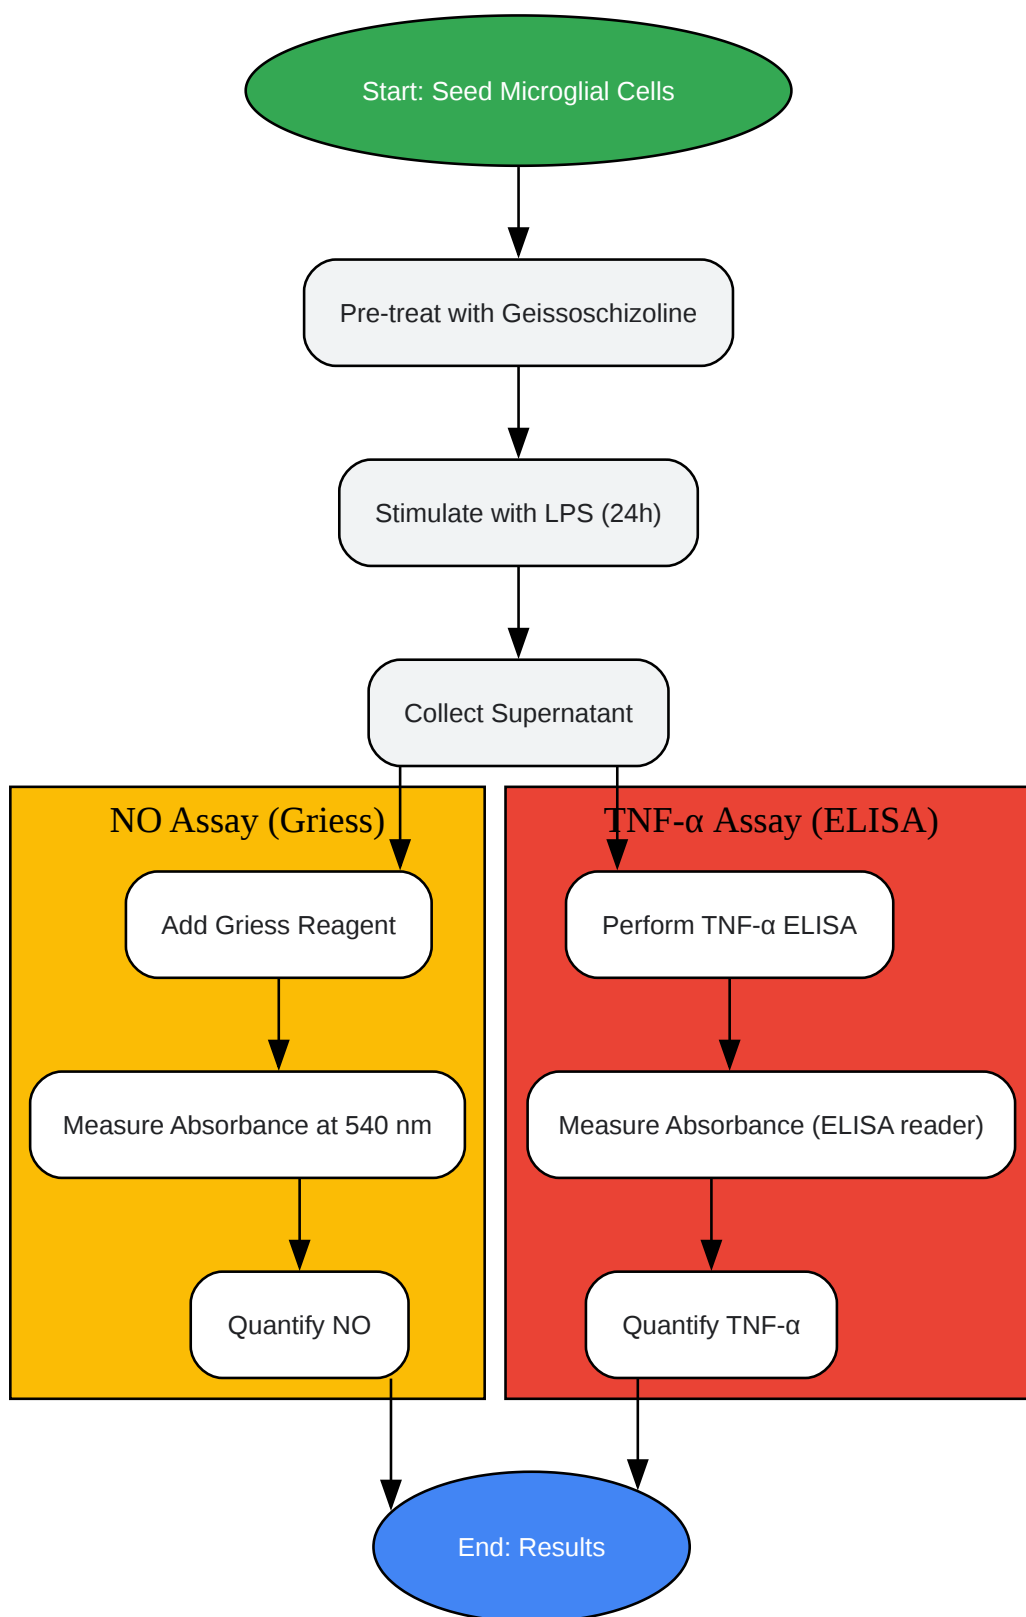 Start: Seed Microglial Cells
Pre-treat with Geissoschizoline
Stimulate with LPS (24h)
Collect Supernatant
NO Assay (Griess)
Add Griess Reagent
Measure Absorbance at 540 nm
Quantify NO
TNF-α Assay (ELISA)
Perform TNF-α ELISA
Measure Absorbance (ELISA reader)
Quantify TNF-α
End: Results